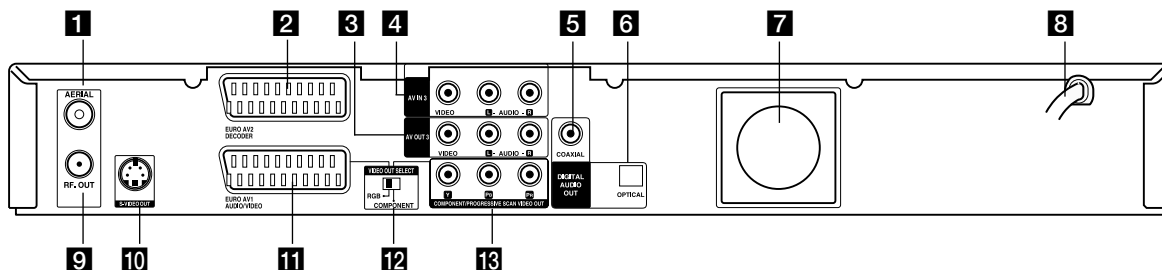 1 2 3 4 5 6 7 8
AERIAL
RF. OUT
S-VIDEO OUT
EURO AV2
DECODER
EURO AV1
AUDIO/VIDEO
AV IN 3
VIDEO L - AUDIO - R
AV OUT 3
VIDEO L - AUDIO - R
VIDEO OUT SELECT
RGB
COMPONENT
Y
COMPONENT/PROGRESSIVE SCAN VIDEO OUT
COAXIAL
DIGITAL
AUDIO
OUT
OPTICAL
9 10 11 12 13